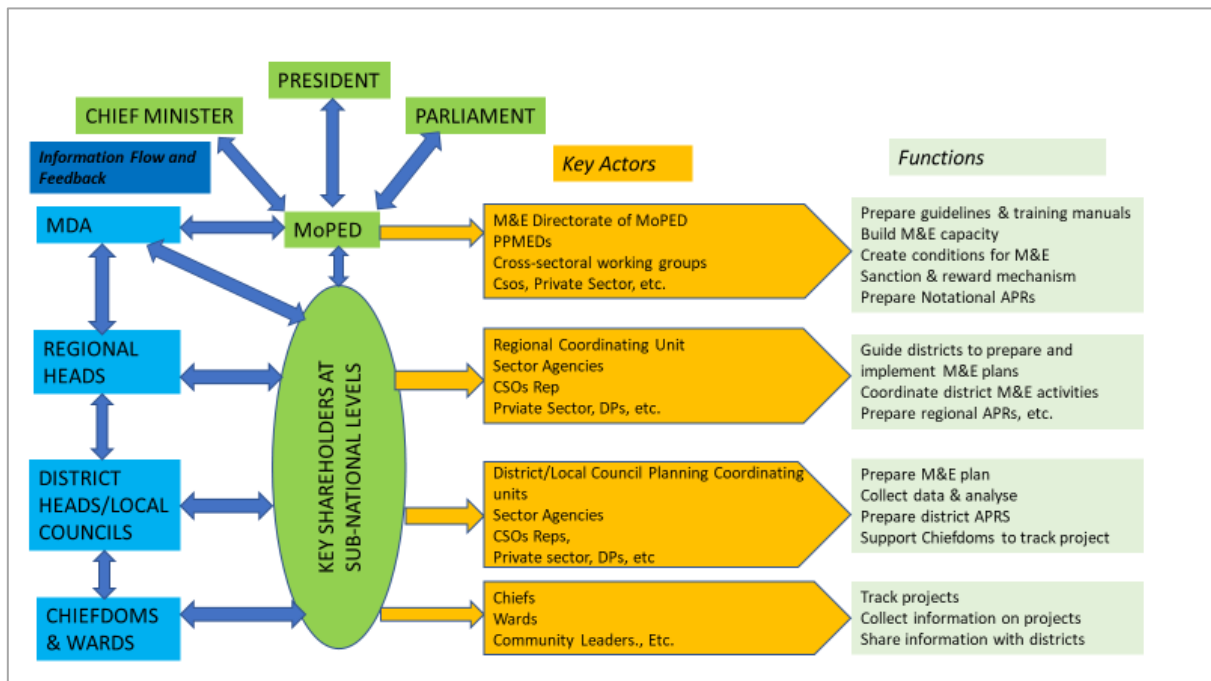 PRESIDENT
CHIEF MINISTER
PARLIAMENT
Information Flow and
Feedback
Key Actors
Functions
MDA
MoPED
M&E Directorate of MoPED
PPMEDs
Cross-sectoral working groups
Csos, Private Sector, etc.
Prepare guidelines & training manuals
Build M&E capacity
Create conditions for M&E
Sanction & reward mechanism
Prepare Notational APRs
KEY SHAREHOLDERS AT
SUB-NATIONAL LEVELS
REGIONAL
HEADS
Regional Coordinating Unit
Sector Agencies
CSOs Rep
Prviate Sector, DPs, etc.
Guide districts to prepare and
implement M&E plans
Coordinate district M&E activities
Prepare regional APRs, etc.
DISTRICT
HEADS/LOCAL
COUNCILS
District/Local Council Planning Coordinating
units
Sector Agencies
CSOs Reps,
Private sector, DPs, etc
Prepare M&E plan
Collect data & analyse
Prepare district APRS
Support Chiefdoms to track project
CHIEFDOMS
& WARDS
Chiefs
Wards
Community Leaders., Etc.
Track projects
Collect information on projects
Share information with districts